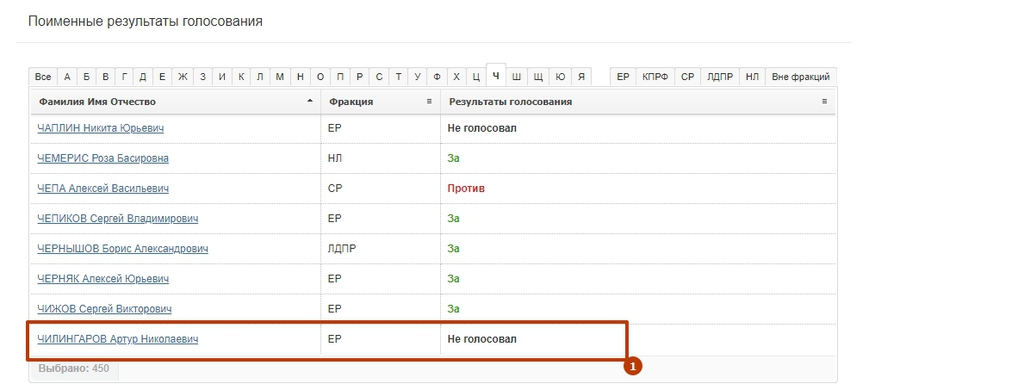 Поименные результаты голосования
Все А Б В Г Д Е Ж З И К Л М Н О П Р С Т У Ф Х Ц Ч Ш Щ Ю Я ЕР КПРФ СР ЛДПР НЛ Вне фракций
Фамилия Имя Отчество Фракция Результаты голосования
ЧАПЛИН Никита Юрьевич ЕР Не голосовал
ЧЕМЕРИС Роза Басировна НЛ За
ЧЕПА Алексей Васильевич СР Против
ЧЕПИКОВ Сергей Владимирович ЕР За
ЧЕРНЫШОВ Борис Александрович ЛДПР За
ЧЕРНЯК Алексей Юрьевич ЕР За
ЧИЖОВ Сергей Викторович ЕР За
ЧИЛИНГАРОВ Артур Николаевич ЕР Не голосовал
1
Выбрано: 450